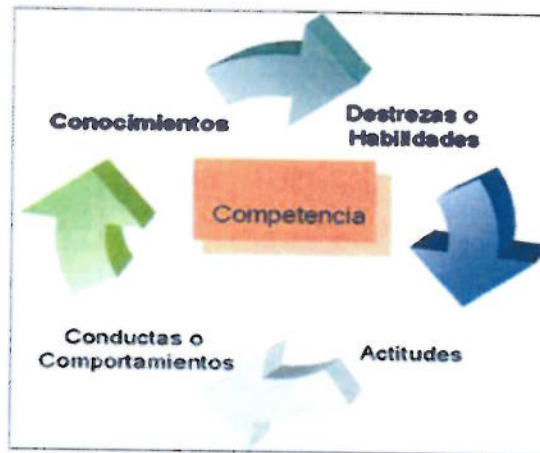 Conocimientos
Destrezas o
Habilidades
Competencia
Conductas o
Comportamientos
Actitudes